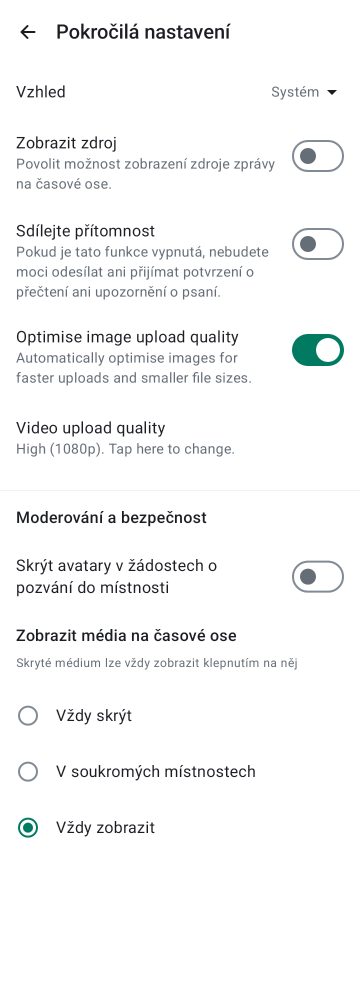 Pokročilá nastavení
Vzhled
Systém
Zobrazit zdroj
Povolit možnost zobrazení zdroje zprávy
na časové ose.
Sdílejte přítomnost
Pokud je tato funkce vypnutá, nebudete
moci odesílat ani přijímat potvrzení o
přečtení ani upozornění o psaní.
Optimise image upload quality
Automatically optimise images for
faster uploads and smaller file sizes.
Video upload quality
High (1080p). Tap here to change.
Moderování a bezpečnost
Skrýt avatary v žádostech o
pozvání do místnosti
Zobrazit média na časové ose
Skryté médium lze vždy zobrazit klepnutím na něj
Vždy skrýt
V soukromých místnostech
Vždy zobrazit